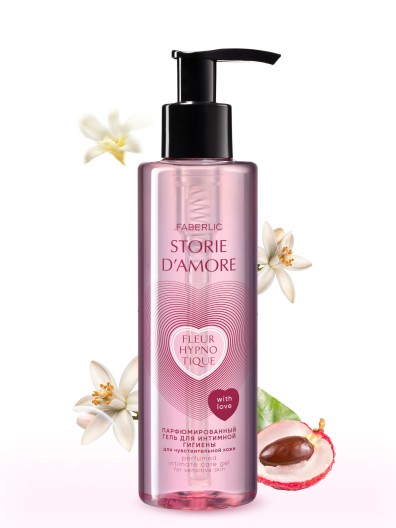 FABERLIC
STORIE
D'AMORE
FLEUR
HYPNO
TIQUE
with
love
ПАРФЮМИРОВАННЫЙ
ГЕЛЬ ДЛЯ ИНТИМНОЙ
ГИГИЕНЫ
для чувствительной кожи
perfumed
intimate care gel
for sensitive skin